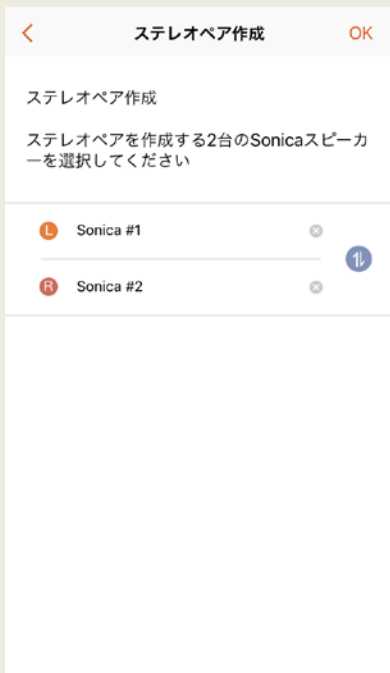 ステレオペア作成
OK
ステレオペア作成
ステレオペアを作成する2台のSonicaスピーカ
ーを選択してください
L Sonica #1
R Sonica #2